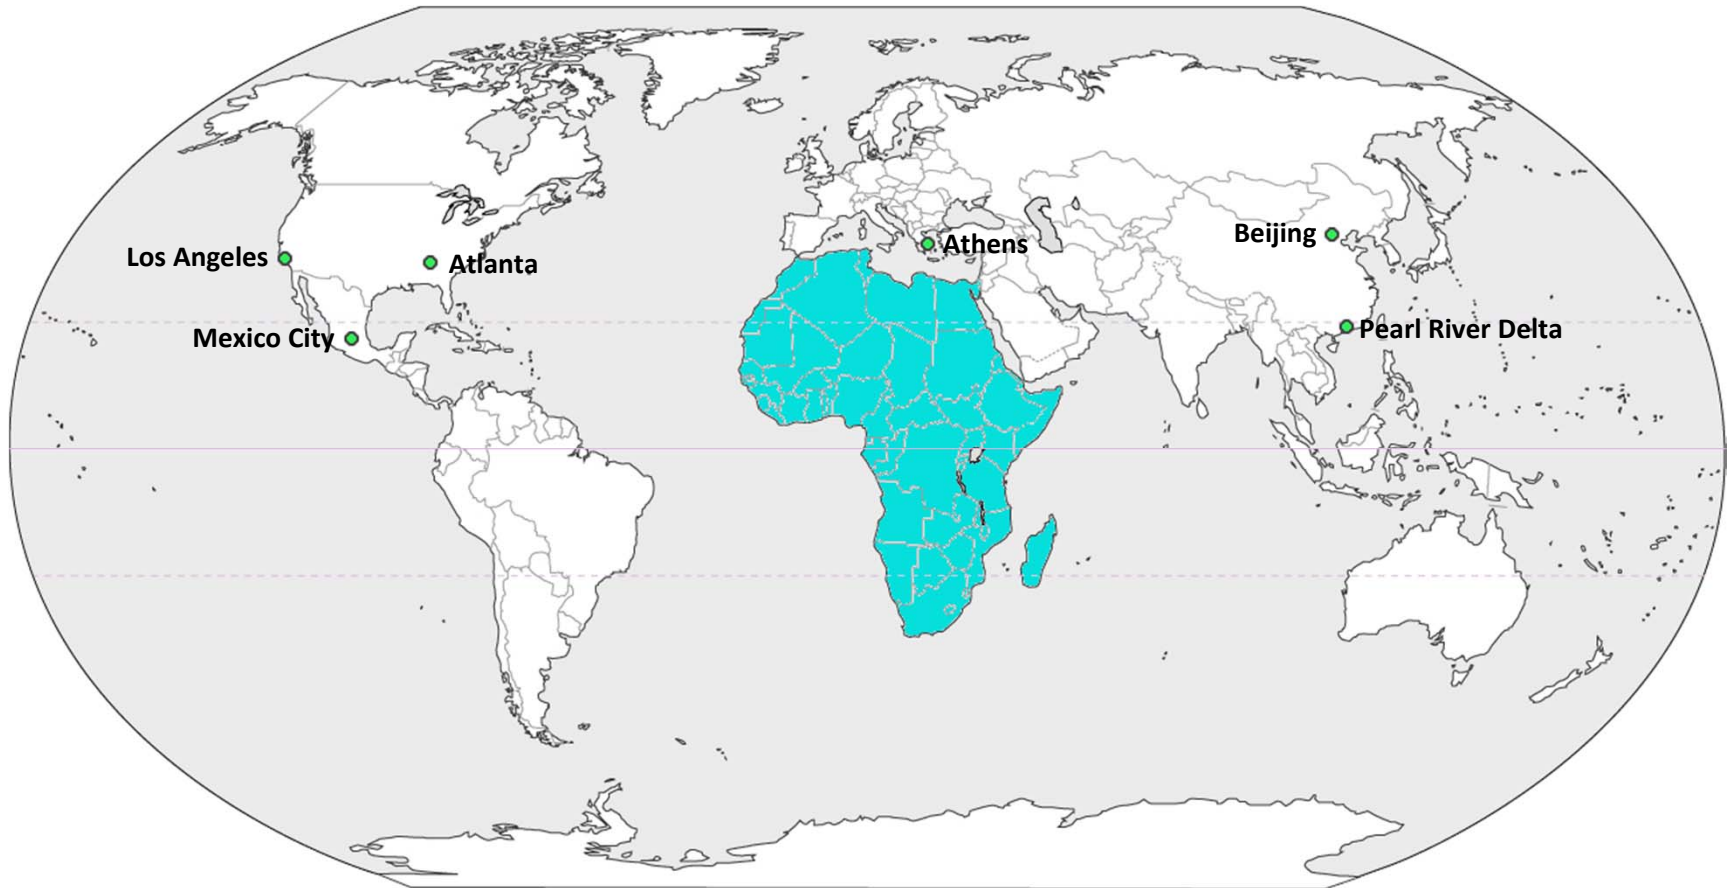 Los Angeles
Atlanta
Athens
Beijing
Mexico City
Pearl River Delta